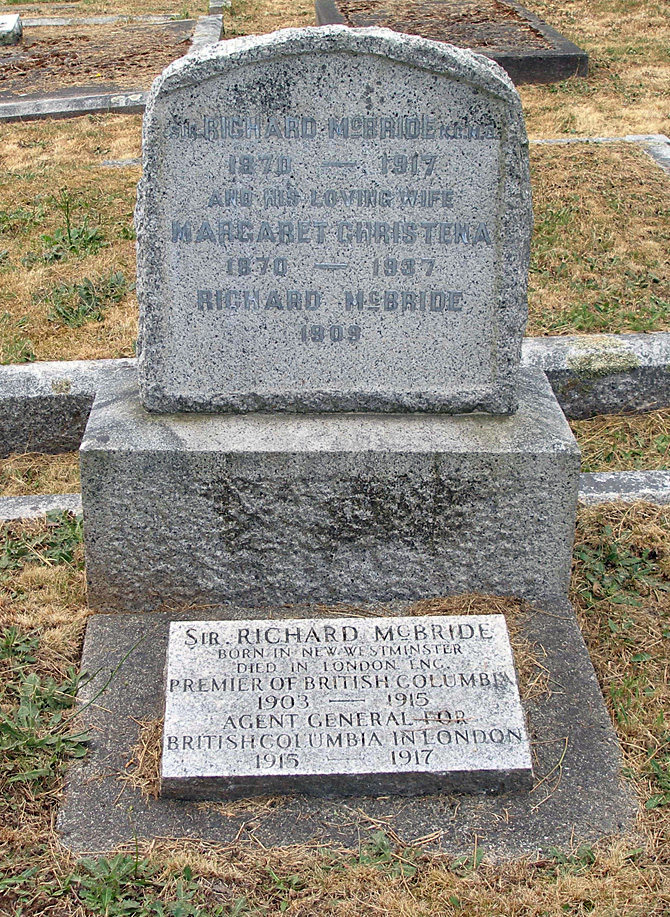 SIR RICHARD McBRIDE K.C.M.G.
1870 — 1917
AND HIS LOVING WIFE
MARGARET CHRISTENA
1870 — 1937
RICHARD McBRIDE
1909
SIR RICHARD McBRIDE
BORN IN NEW WESTMINSTER
DIED IN LONDON ENG.
PREMIER OF BRITISH COLUMBIA
1903 — 1915
AGENT GENERAL FOR
BRITISH COLUMBIA IN LONDON
1915 — 1917